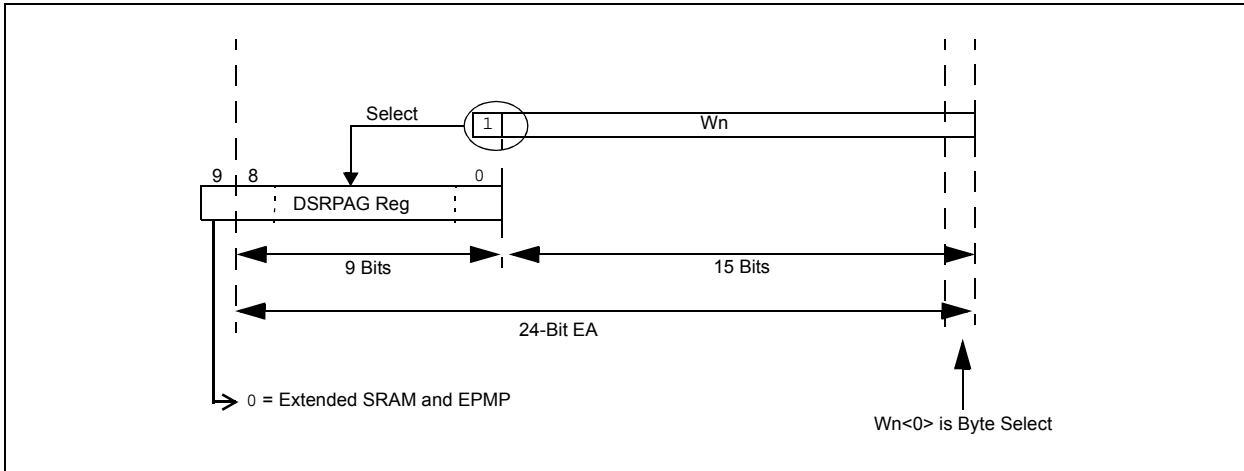 Select
1
Wn
9 8 0
DSRPAG Reg
9 Bits
15 Bits
24-Bit EA
0 = Extended SRAM and EPMP
Wn<0> is Byte Select